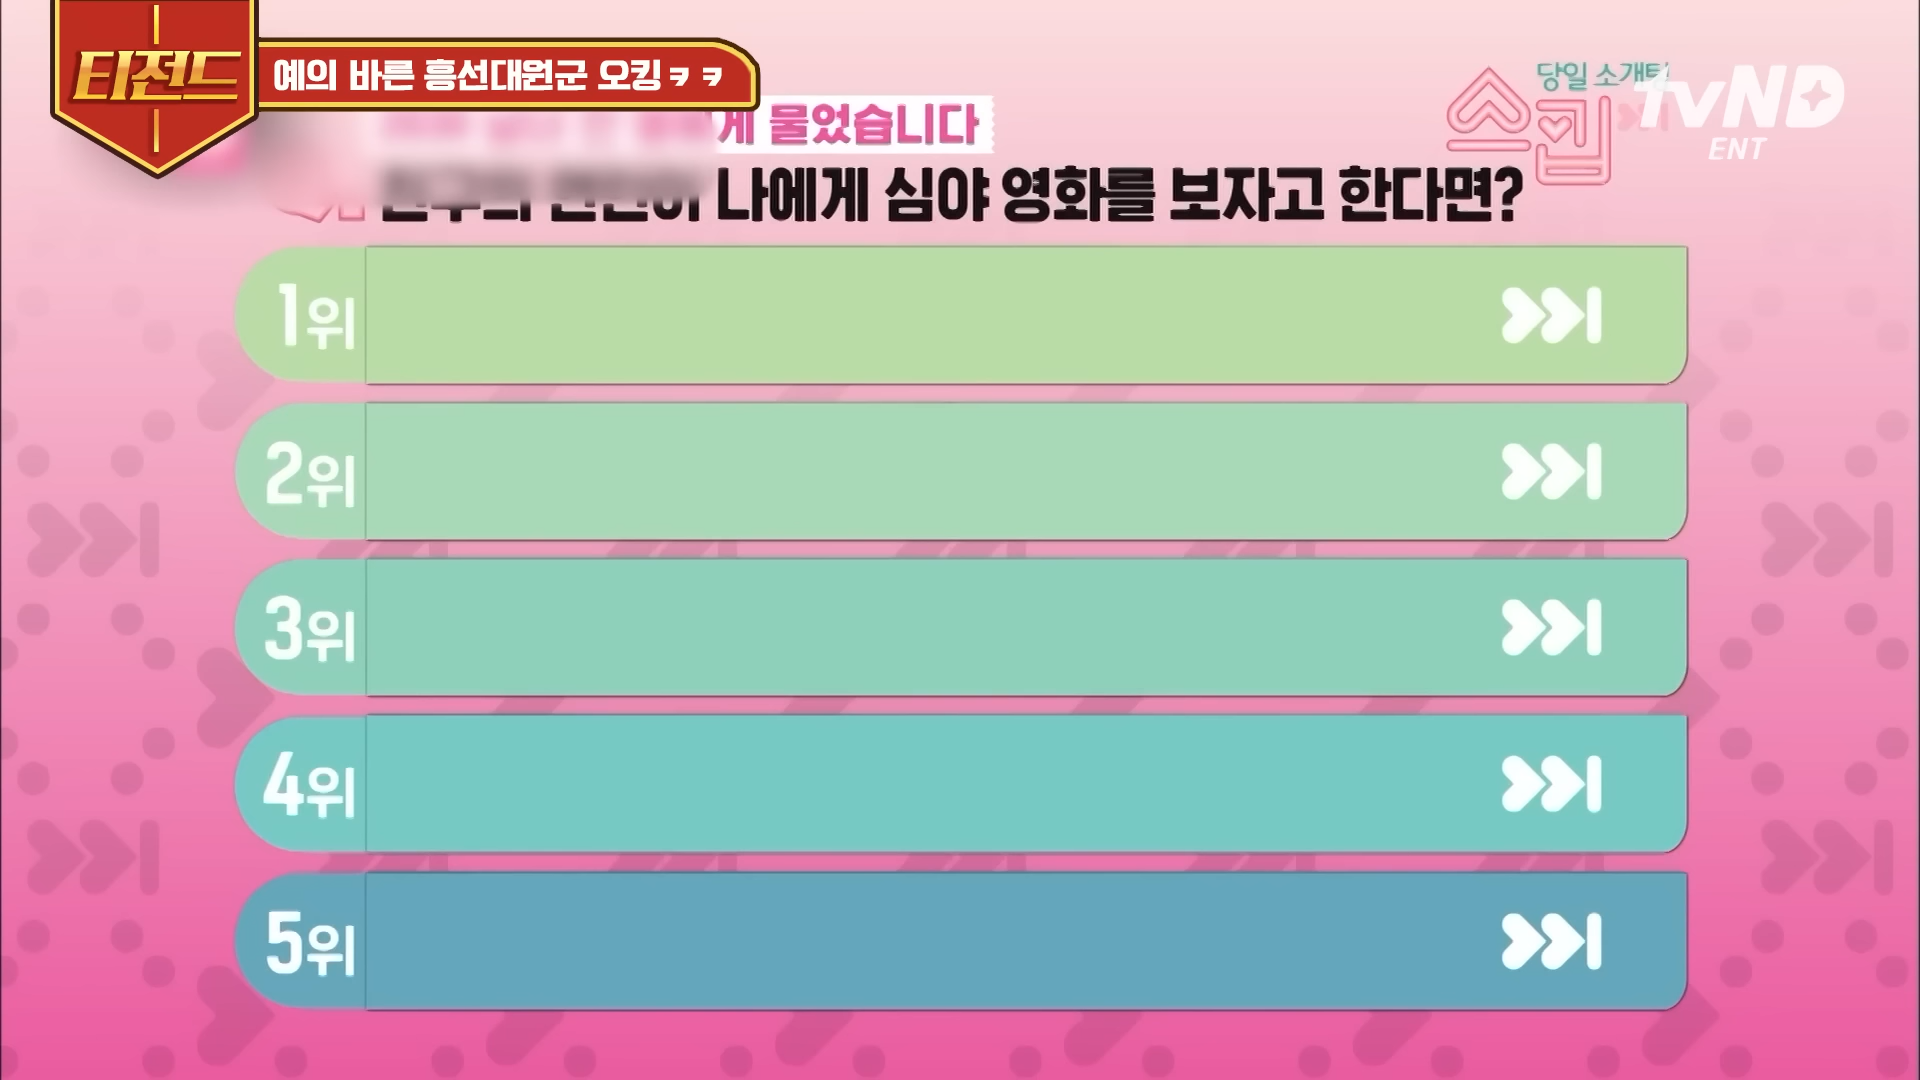 티전드
예의 바른 흥선대원군 오킹ㅋㅋ
당일 소개팅
스킵
tvND
ENT
게 물었습니다
나에게 심야 영화를 보자고 한다면?
1위
2위
3위
4위
5위